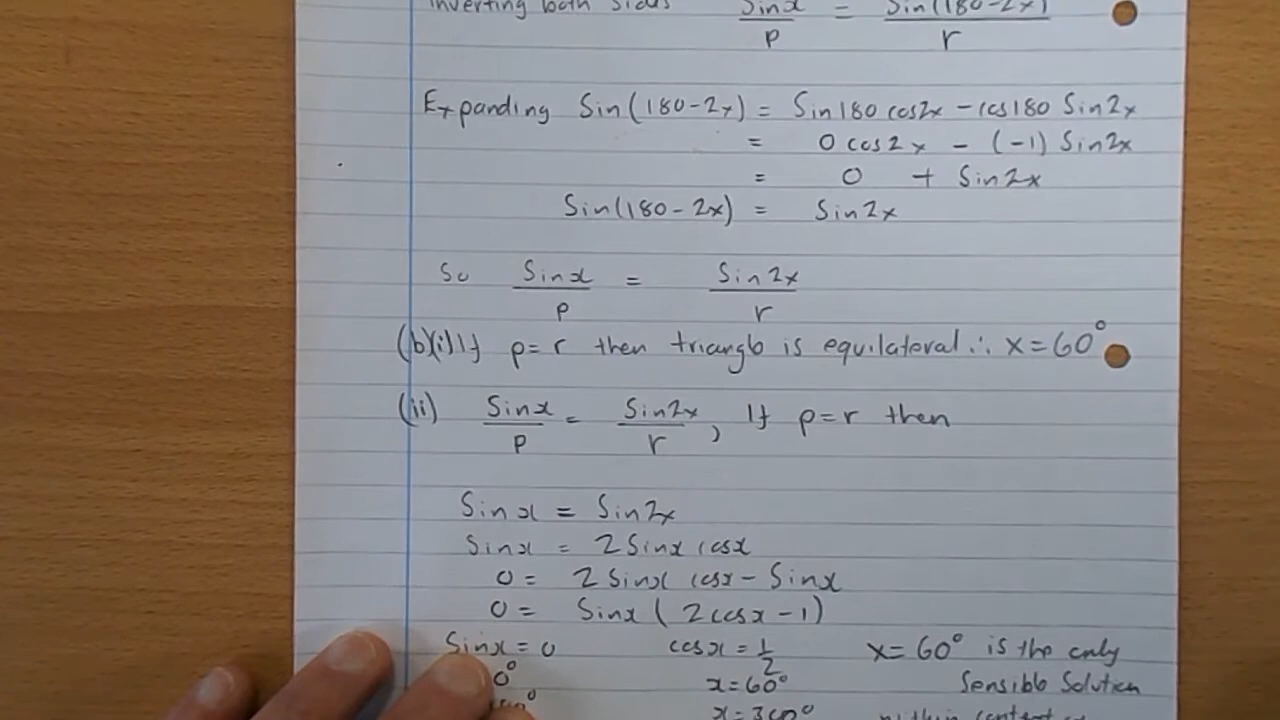 inverting both sides Sinx/p = Sin(180-2x)/r
Expanding Sin(180-2x) = Sin180 cos2x - cos180 Sin2x
= 0 cos2x - (-1) Sin2x
= 0 + Sin2x
Sin(180-2x) = Sin2x
So Sinx/p = Sin2x/r
(b)(i) If p=r then triangle is equilateral ∴ x=60°
(ii) Sinx/p = Sin2x/r, If p=r then
Sinx = Sin2x
Sinx = 2Sinx cosx
0 = 2Sinx cosx - Sinx
0 = Sinx(2cosx-1)
Sinx=0 cosx=1/2 x=60° is the only
0° x=60° Sensible Solution
x=300° within context